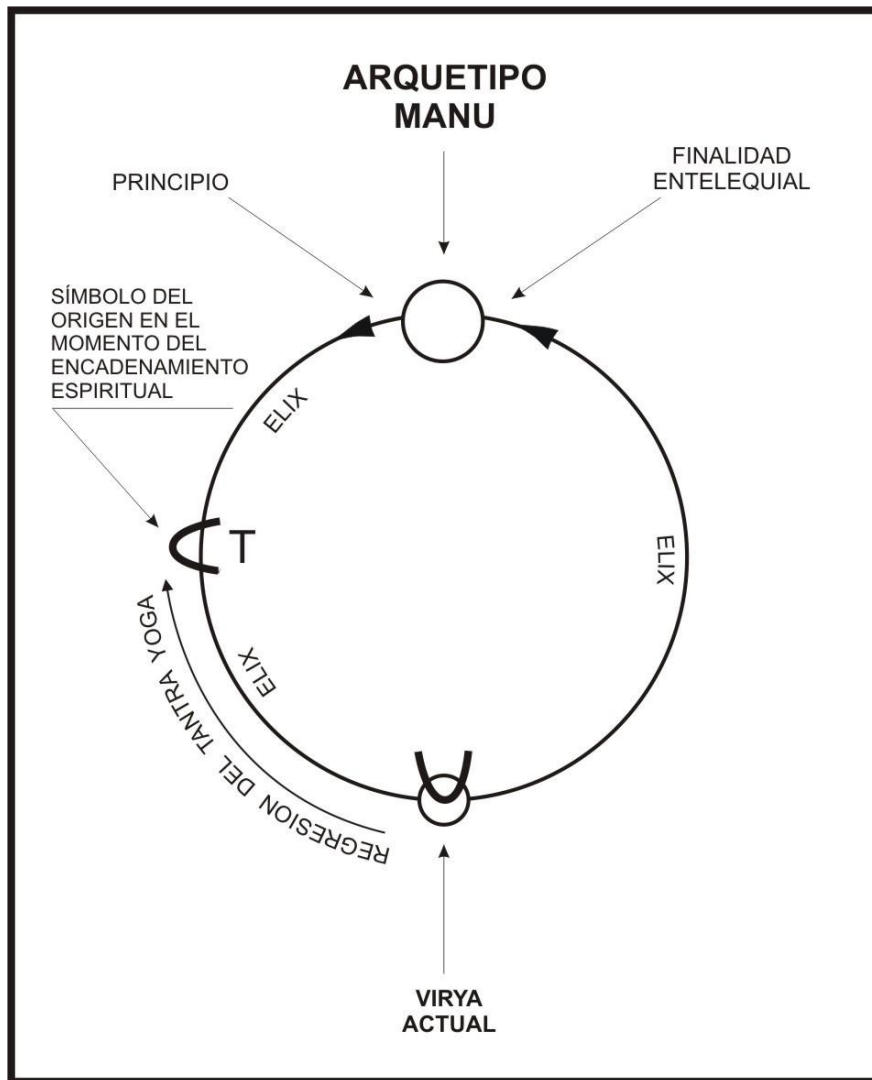 ARQUETIPO
MANU
PRINCIPIO
FINALIDAD
ENTELEQUIAL
SÍMBOLO DEL
ORIGEN EN EL
MOMENTO DEL
ENCADENAMIENTO
ESPIRITUAL
ELIX
T
ELIX
ELIX
REGRESION DEL TANTRA YOGA
VIRYA
ACTUAL